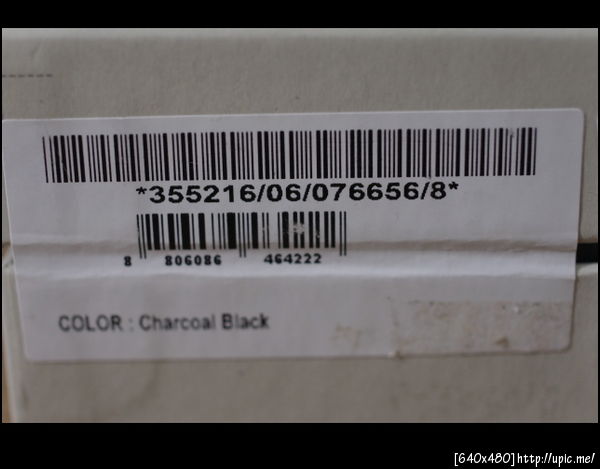 *355216/06/076656/8*
8 806086 464222
COLOR : Charcoal Black
[640x480]http://upic.me/